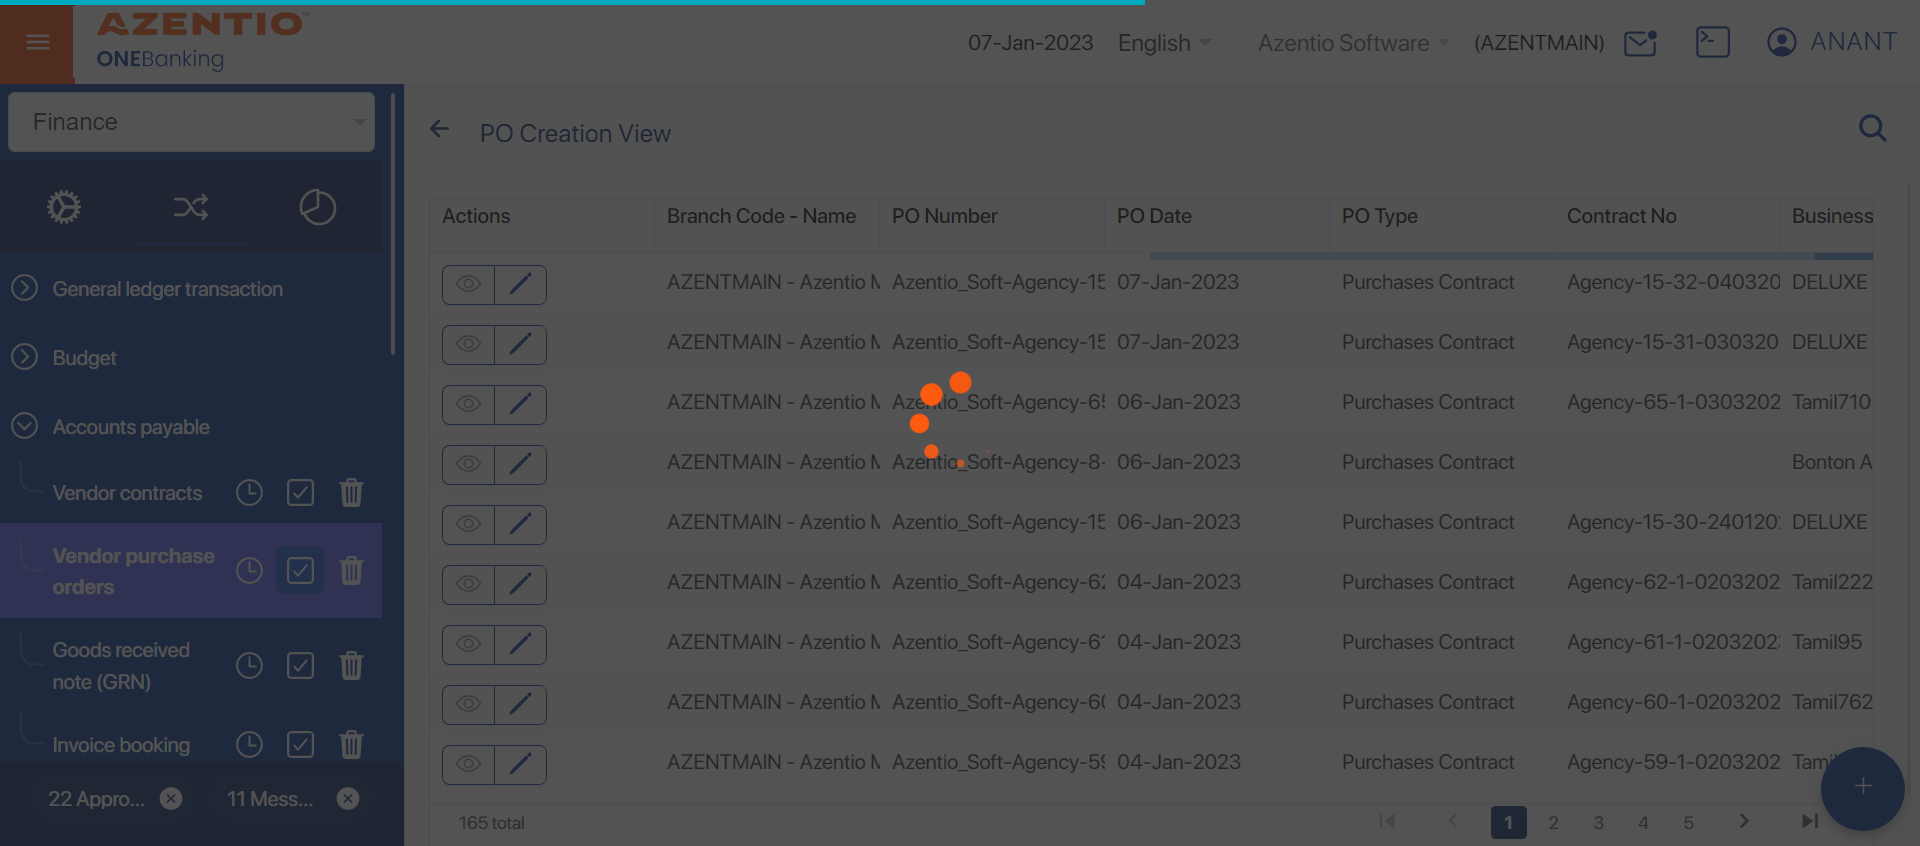 AZENTIO
ONEBanking
07-Jan-2023 English Azentio Software (AZENTMAIN) ANANT
Finance
PO Creation View
General ledger transaction
Budget
Accounts payable
Vendor contracts
Vendor purchase
orders
Goods received
note (GRN)
Invoice booking
22 Appro... 11 Mess...
Actions Branch Code - Name PO Number PO Date PO Type Contract No Business
AZENTMAIN - Azentio Azentio_Soft-Agency-15 07-Jan-2023 Purchases Contract Agency-15-32-040320 DELUXE
AZENTMAIN - Azentio Azentio_Soft-Agency-15 07-Jan-2023 Purchases Contract Agency-15-31-030320 DELUXE
AZENTMAIN - Azentio Azentio_Soft-Agency-65 06-Jan-2023 Purchases Contract Agency-65-1-0303202 Tamil710
AZENTMAIN - Azentio Azentio_Soft-Agency-8- 06-Jan-2023 Purchases Contract Bonton A
AZENTMAIN - Azentio Azentio_Soft-Agency-15 06-Jan-2023 Purchases Contract Agency-15-30-240120 DELUXE
AZENTMAIN - Azentio Azentio_Soft-Agency-62 04-Jan-2023 Purchases Contract Agency-62-1-0203202 Tamil222
AZENTMAIN - Azentio Azentio_Soft-Agency-61 04-Jan-2023 Purchases Contract Agency-61-1-0203202 Tamil95
AZENTMAIN - Azentio Azentio_Soft-Agency-60 04-Jan-2023 Purchases Contract Agency-60-1-0203202 Tamil762
AZENTMAIN - Azentio Azentio_Soft-Agency-59 04-Jan-2023 Purchases Contract Agency-59-1-0203202
165 total 1 2 3 4 5